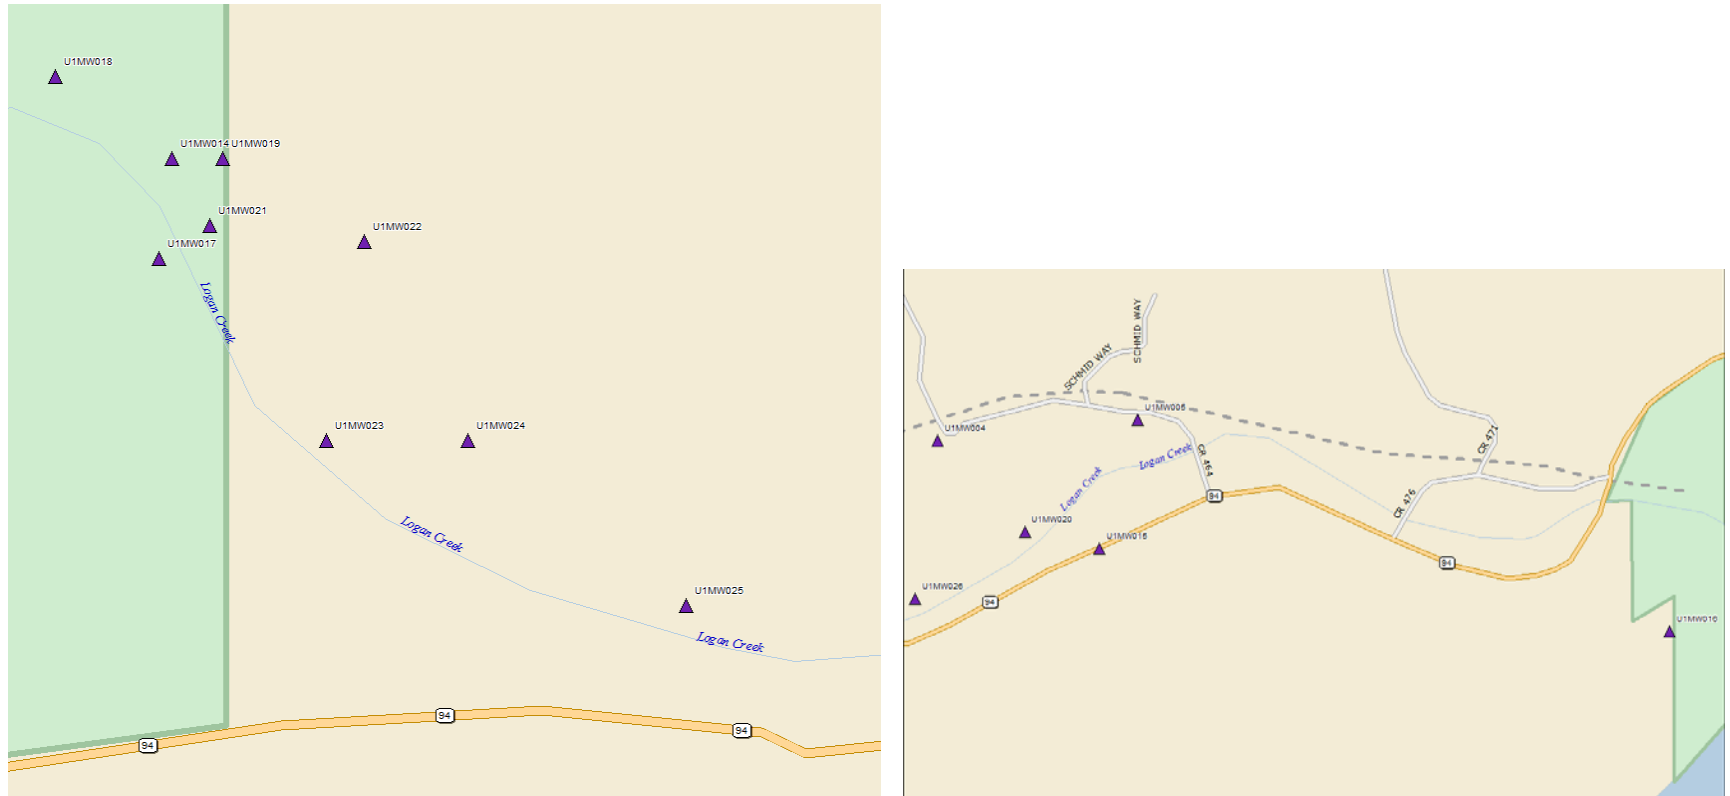 U1MW018
U1MW014
U1MW019
U1MW021
U1MW022
U1MW017
Logan Creek
U1MW023
U1MW024
Logan Creek
U1MW025
Logan Creek
94
94
94
SCHMID WAY
SCHMID WAY
U1MW004
U1MW006
CR 464
Logan Creek
Logan Creek
CR 471
CR 476
94
U1MW020
U1MW015
94
U1MW026
94
U1MW016